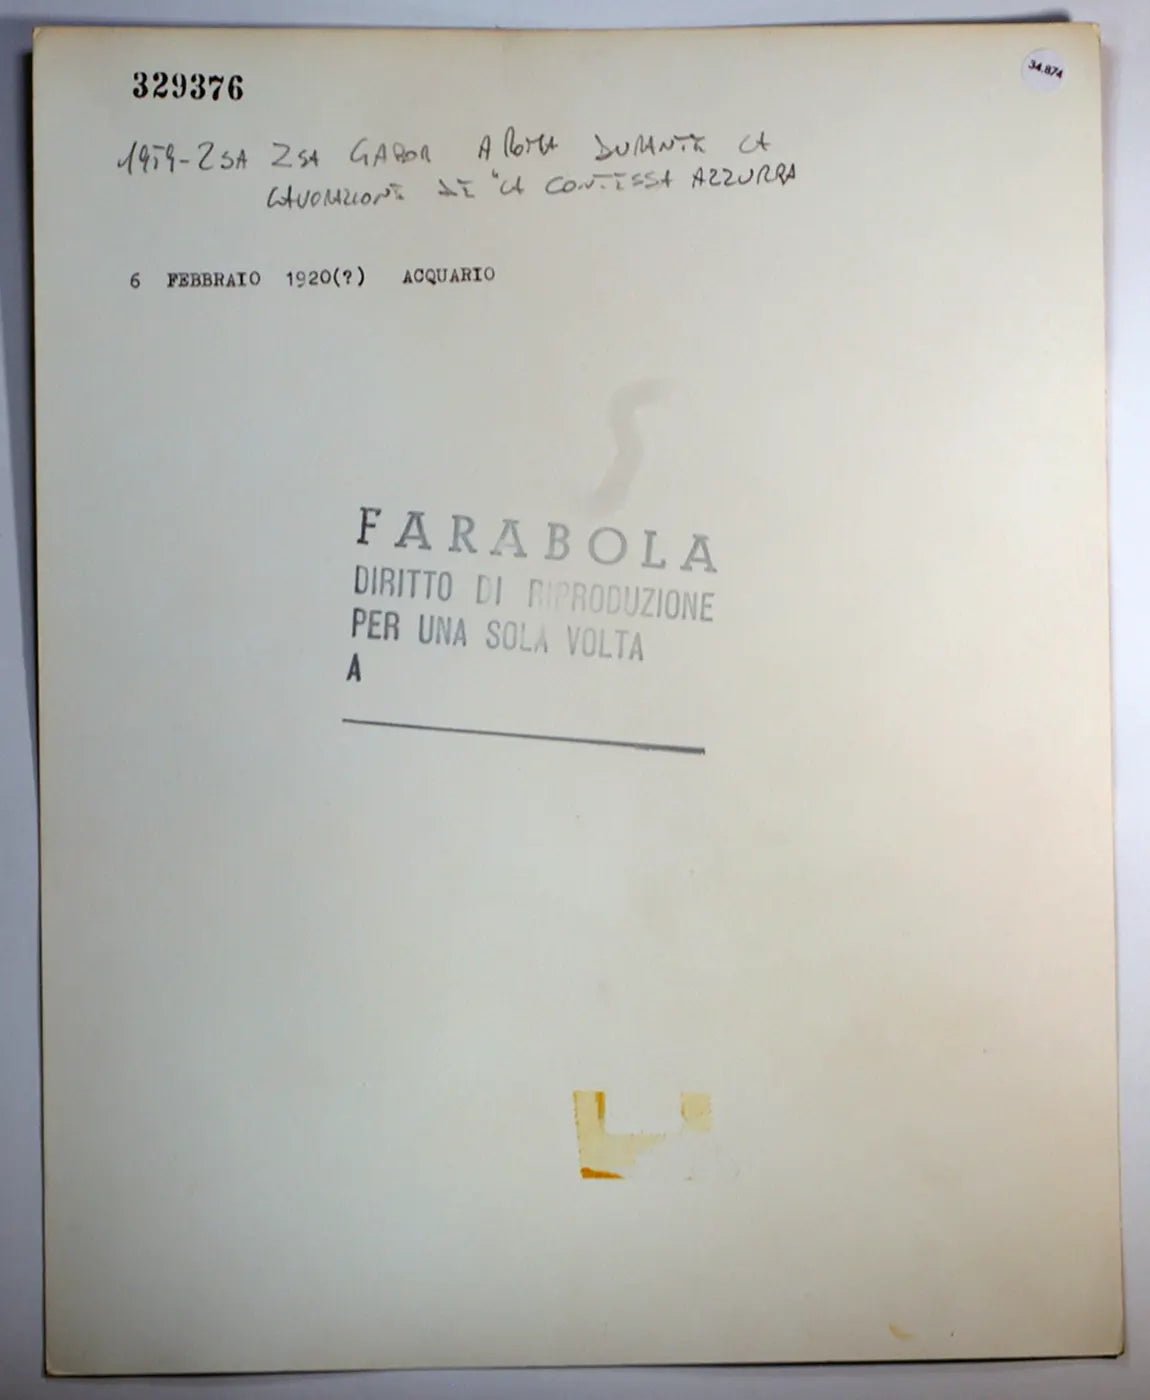 329376
34.874
1959-ZSA ZSA GABOR A ROMA DURANTE LA
LAVORAZIONE DE "LA CONTESSA AZZURRA
6 FEBBRAIO 1920(?) ACQUARIO
FARABOLA
DIRITTO DI RIPRODUZIONE
PER UNA SOLA VOLTA
A